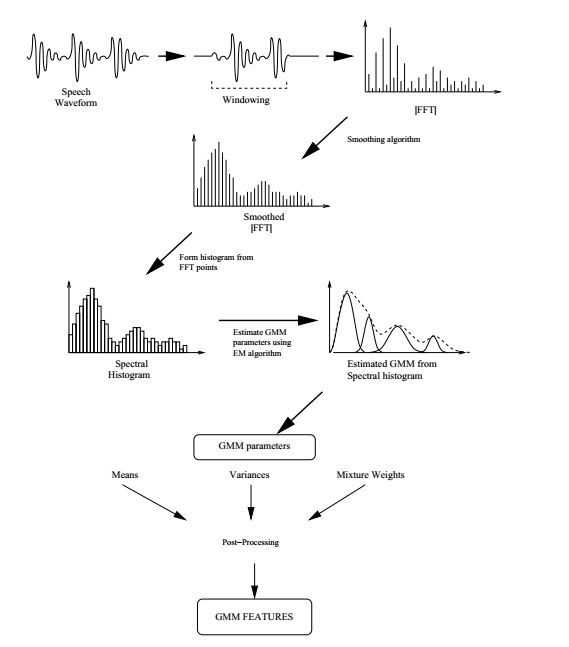 Speech
Waveform
Windowing
|FFT|
Smoothing algorithm
Smoothed
|FFT|
Form histogram from
FFT points
Estimate GMM
parameters using
EM algorithm
Spectral
Histogram
Estimated GMM from
Spectral histogram
GMM parameters
Means Variances Mixture Weights
Post−Processing
GMM FEATURES